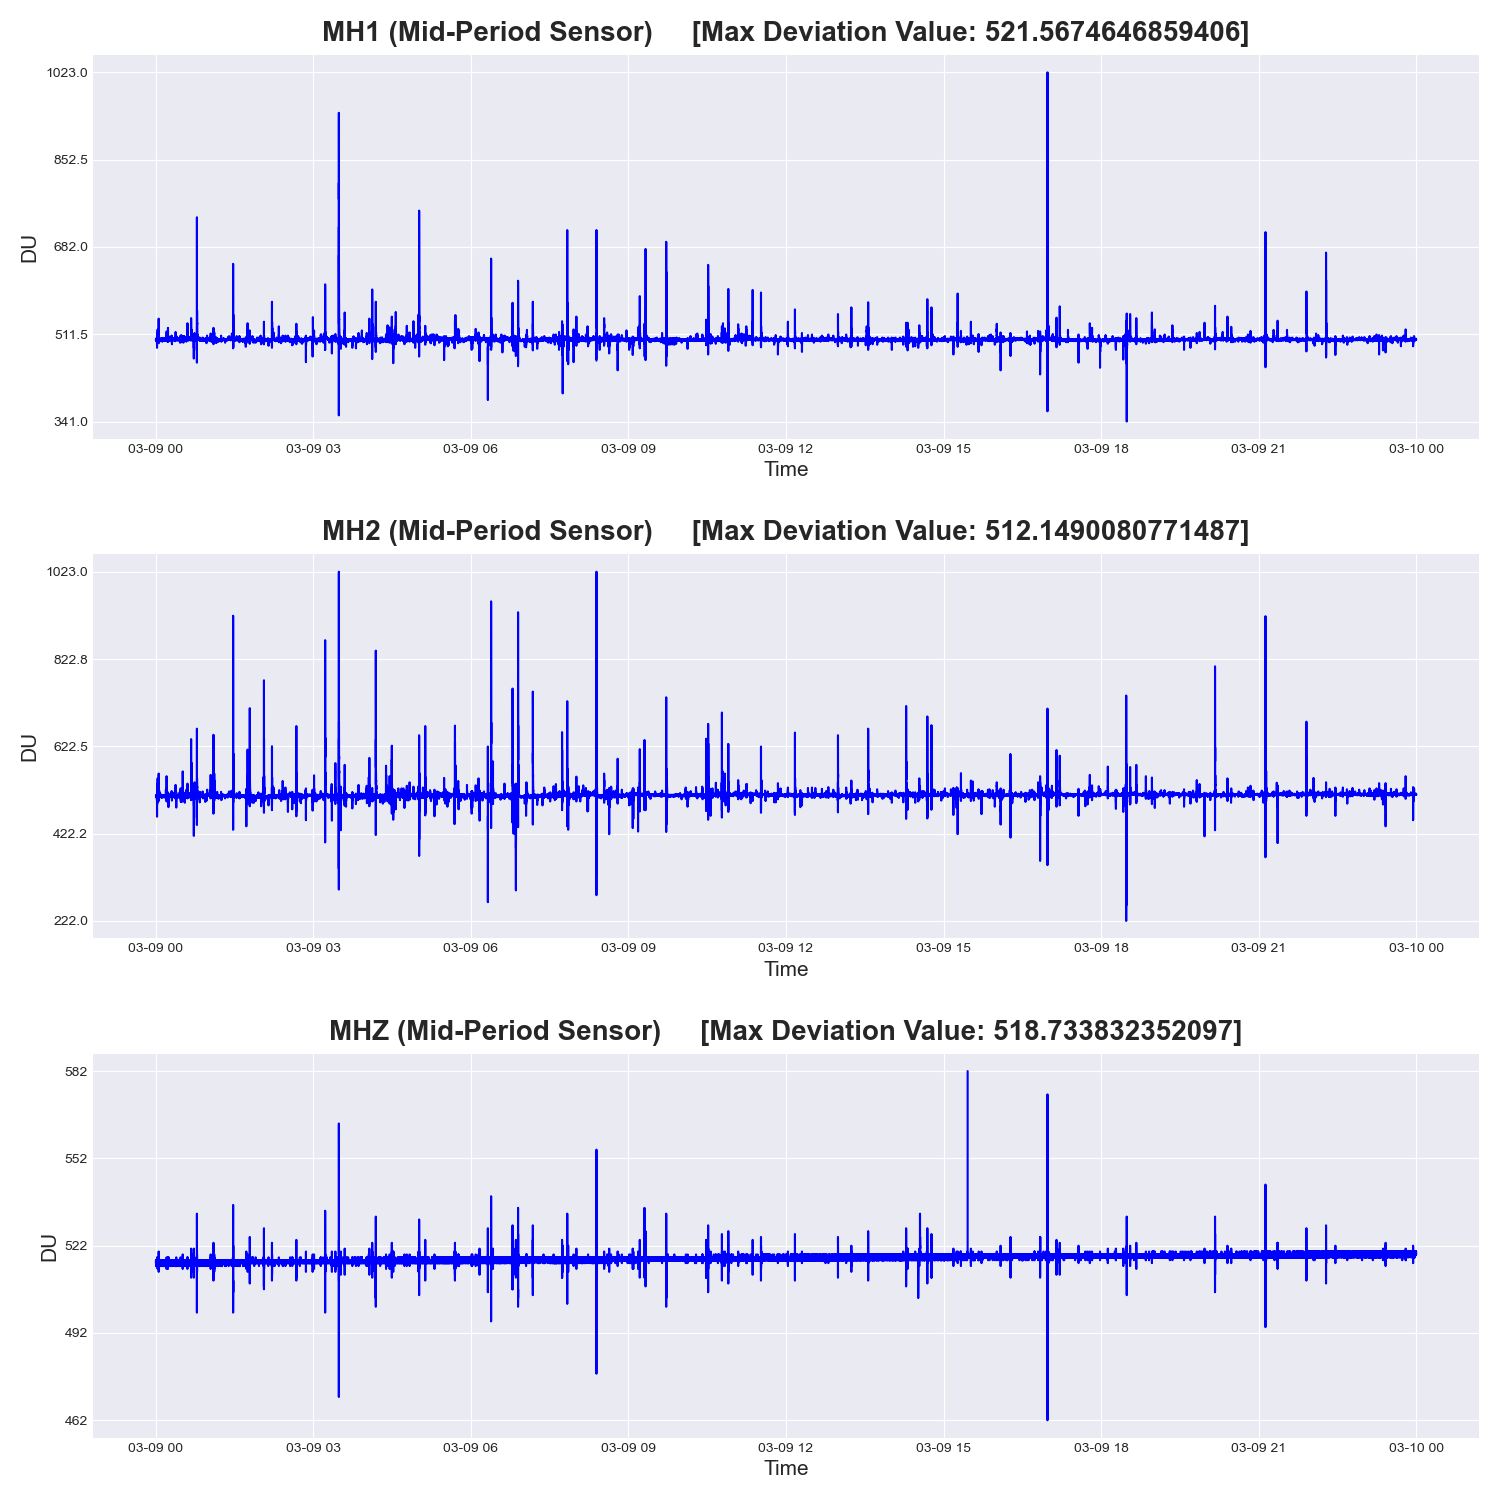 MH1 (Mid-Period Sensor)     [Max Deviation Value: 521.5674646859406]
1023.0
852.5
682.0
511.5
341.0
DU
03-09 00 03-09 03 03-09 06 03-09 09 03-09 12 03-09 15 03-09 18 03-09 21 03-10 00
Time
MH2 (Mid-Period Sensor)     [Max Deviation Value: 512.1490080771487]
1023.0
822.8
622.5
422.2
222.0
DU
03-09 00 03-09 03 03-09 06 03-09 09 03-09 12 03-09 15 03-09 18 03-09 21 03-10 00
Time
MHZ (Mid-Period Sensor)     [Max Deviation Value: 518.733832352097]
582
552
522
492
462
DU
03-09 00 03-09 03 03-09 06 03-09 09 03-09 12 03-09 15 03-09 18 03-09 21 03-10 00
Time